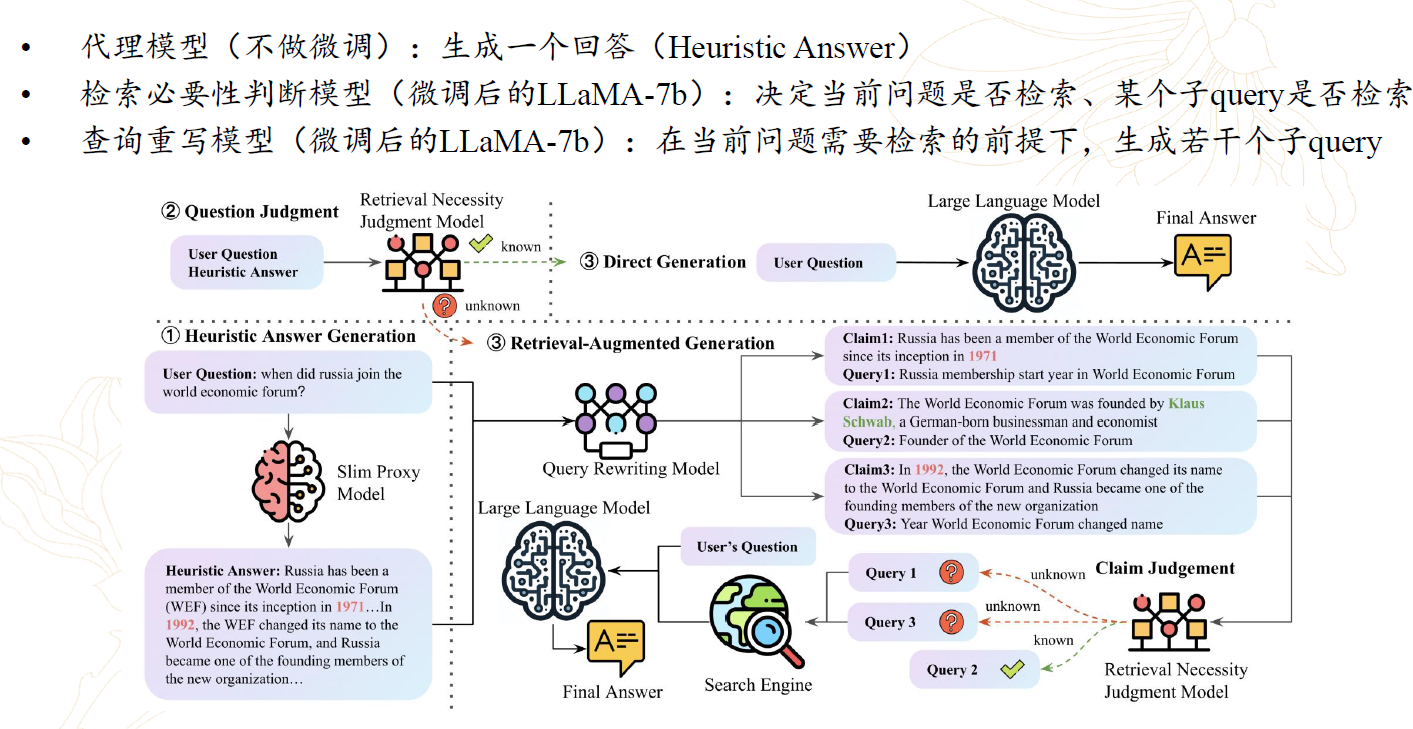 • 代理模型（不做微调）：生成一个回答（Heuristic Answer）
• 检索必要性判断模型（微调后的LLaMA-7b）：决定当前问题是否检索、某个子query是否检索
• 查询重写模型（微调后的LLaMA-7b）：在当前问题需要检索的前提下，生成若干个子query
② Question Judgment
Retrieval Necessity
Judgment Model
User Question
Heuristic Answer
known
unknown
③ Direct Generation
User Question
Large Language Model
Final Answer
A
① Heuristic Answer Generation
User Question: when did russia join the
world economic forum?
Slim Proxy
Model
Heuristic Answer: Russia has been a
member of the World Economic Forum
(WEF) since its inception in 1971…In
1992, the WEF changed its name to the
World Economic Forum, and Russia
became one of the founding members of
the new organization…
③ Retrieval-Augmented Generation
Query Rewriting Model
Claim1: Russia has been a member of the World Economic Forum
since its inception in 1971
Query1: Russia membership start year in World Economic Forum
Claim2: The World Economic Forum was founded by Klaus
Schwab, a German-born businessman and economist
Query2: Founder of the World Economic Forum
Claim3: In 1992, the World Economic Forum changed its name
to the World Economic Forum and Russia became one of the
founding members of the new organization
Query3: Year World Economic Forum changed name
Claim Judgement
Retrieval Necessity
Judgment Model
unknown
unknown
known
Query 1 ?
Query 3 ?
Query 2
User's Question
Search Engine
Large Language Model
A
Final Answer